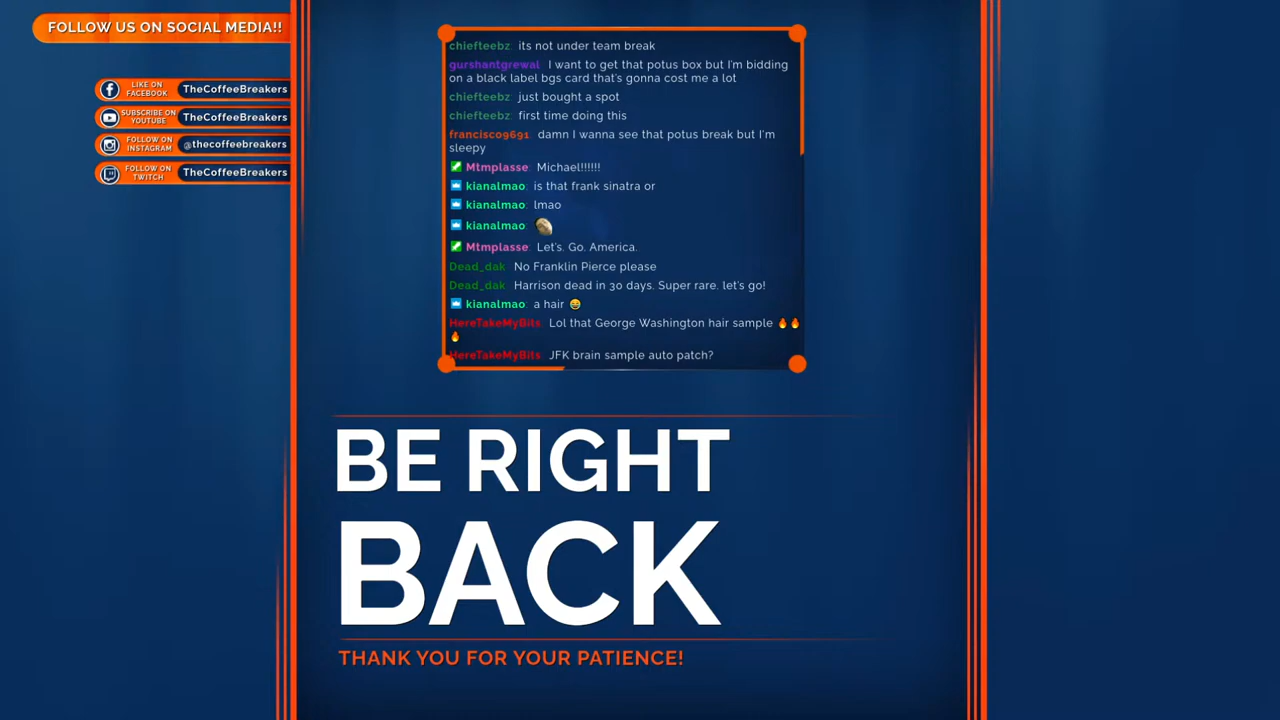 FOLLOW US ON SOCIAL MEDIA!!
LIKE ON
FACEBOOK
TheCoffeeBreakers
SUBSCRIBE ON
YOUTUBE
TheCoffeeBreakers
FOLLOW ON
INSTAGRAM
@thecoffeebreakers
FOLLOW ON
TWITCH
TheCoffeeBreakers
chiefteebz: its not under team break
gurshantgrewal: I want to get that potus box but I'm bidding
on a black label bgs card that's gonna cost me a lot
chiefteebz: just bought a spot
chiefteebz: first time doing this
francisco9691: damn I wanna see that potus break but I'm
sleepy
Mtmplasse: Michael!!!!!!
kianalmao: is that frank sinatra or
kianalmao: lmao
kianalmao:
Mtmplasse: Let's. Go. America.
Dead_dak: No Franklin Pierce please
Dead_dak: Harrison dead in 30 days. Super rare. let's go!
kianalmao: a hair 😂
HereTakeMyBits: Lol that George Washington hair sample 🔥🔥
🔥
HereTakeMyBits: JFK brain sample auto patch?
BE RIGHT
BACK
THANK YOU FOR YOUR PATIENCE!